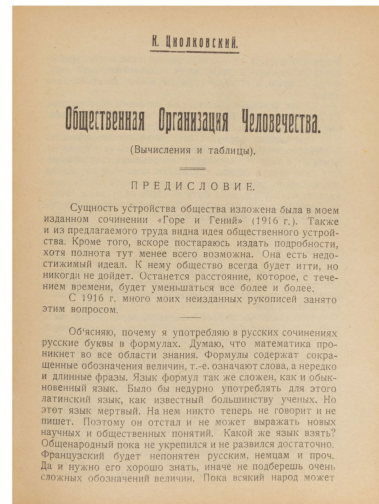 К. Циолковский.
Общественная Организация Человечества.
(Вычисления и таблицы).
ПРЕДИСЛОВИЕ.
Сущность устройства общества изложена была в моем
изданном сочинении «Горе и Гений» (1916 г.). Также
и из предлагаемого труда видна идея общественного устрой-
ства. Кроме того, вскоре постараюсь издать подробности,
хотя полнота тут менее всего возможна. Она есть недо-
стижимый идеал. К нему общество всегда будет итти, но
никогда не дойдет. Останется расстояние, которое, с тече-
нием времени, будет уменьшаться все более и более.
С 1916 г. много моих неизданных рукописей занято
этим вопросом.
Об'ясняю, почему я употребляю в русских сочинениях
русские буквы в формулах. Думаю, что математика про-
никнет во все области знания. Формулы содержат сокра-
щенные обозначения величин, т.-е. означают слова, а нередко
и длинные фразы. Язык формул так же сложен, как и обык-
новенный язык. Было бы недурно употреблять для этого
латинский язык, как известный большинству ученых. Но
этот язык мертвый. На нем никто теперь не говорит и не
пишет. Поэтому он отстал и не может выражать новых
научных и общественных понятий. Какой же язык взять?
Общенародный пока не укрепился и не развился достаточно.
Французский будет непонятен русским, немцам и проч.
Да и нужно его хорошо знать, иначе не подберешь очень
сложных обозначений величин. Пока всякий народ может